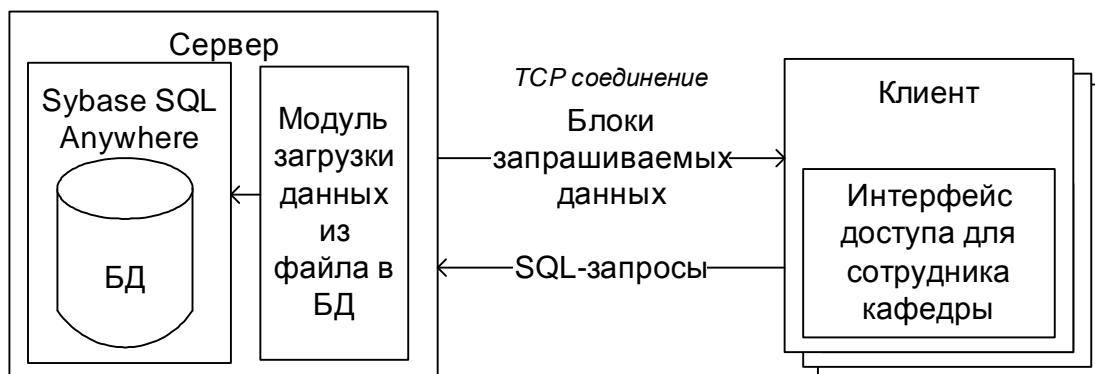 Сервер
Sybase SQL
Anywhere
БД
Модуль
загрузки
данных
из
файла в
БД
TCP соединение
Блоки
запрашиваемых
данных
SQL-запросы
Клиент
Интерфейс
доступа для
сотрудника
кафедры